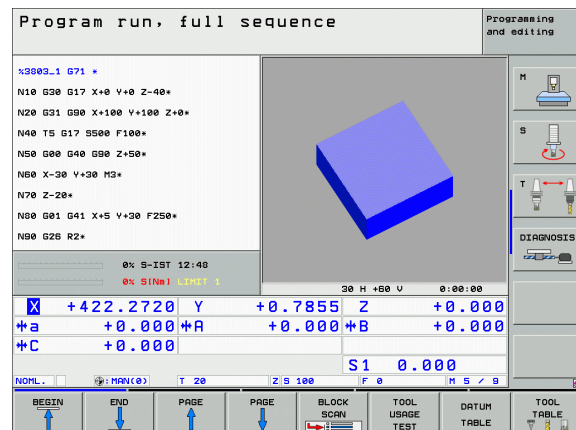 Program run, full sequence
Programming
and editing
%3803_1 G71 *
N10 G30 G17 X+0 Y+0 Z-40*
N20 G31 G90 X+100 Y+100 Z+0*
N40 T5 G17 S500 F100*
N50 G00 G40 G90 Z+50*
N60 X-30 Y+30 M3*
N70 Z-20*
N80 G01 G41 X+5 Y+30 F250*
N90 G26 R2*
M
S
T
DIAGNOSIS
0% S-IST 12:48
0% S[Nm] LIMIT 1
30 H +60 V 0:00:00
X +422.2720 Y +0.7855 Z +0.000
a +0.000 A +0.000 B +0.000
C +0.000
S1 0.000
NOML. : MAN(0) T 20 Z S 100 F 0 M 5 / 9
BEGIN END PAGE PAGE BLOCK SCAN TOOL USAGE TEST DATUM TABLE TOOL TABLE